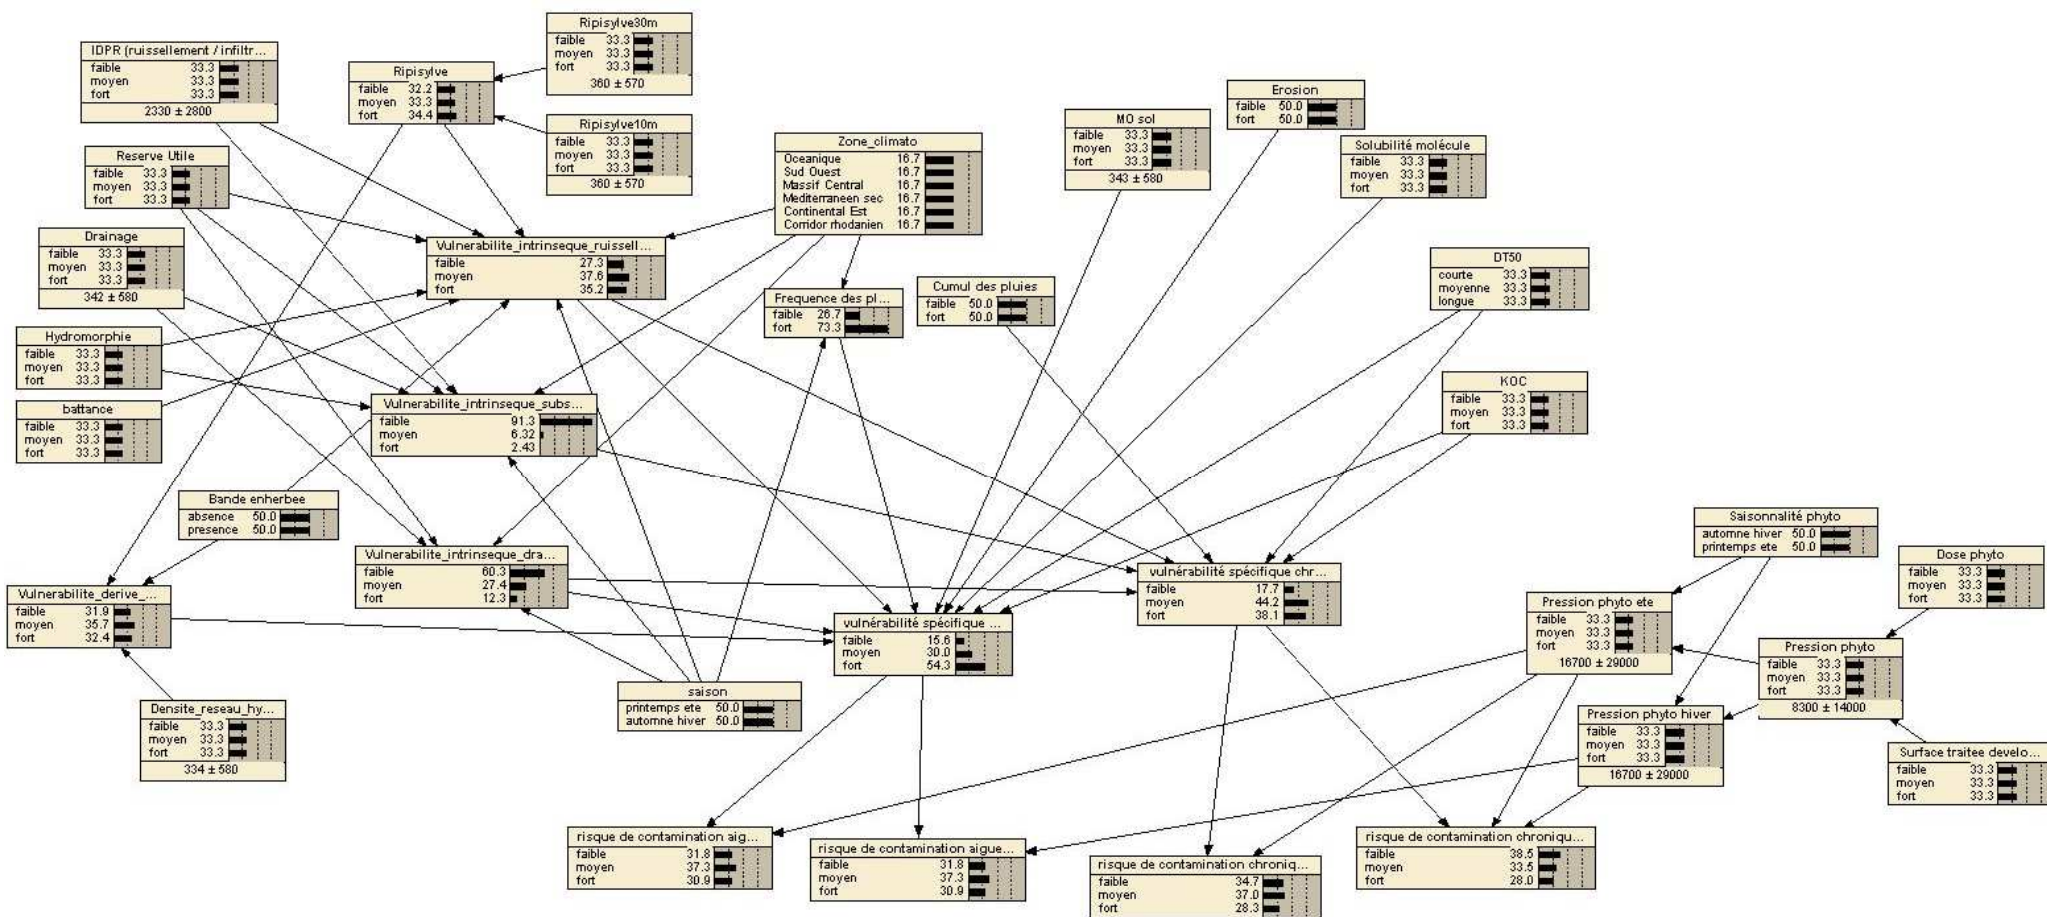 Ripisylve30m
faible 33.3
moyen 33.3
fort 33.3
360 ± 570
IDPR (ruissellement / infiltr...
faible 33.3
moyen 33.3
fort 33.3
2330 ± 2800
Ripisylve
faible 32.2
moyen 33.3
fort 34.4
Ripisylve10m
faible 33.3
moyen 33.3
fort 33.3
360 ± 570
Erosion
faible 50.0
fort 50.0
MO sol
faible 33.3
moyen 33.3
fort 33.3
343 ± 580
Solubilité molécule
faible 33.3
moyen 33.3
fort 33.3
Zone_climato
Oceanique 16.7
Sud Ouest 16.7
Massif Central 16.7
Mediterraneen sec 16.7
Continental Est 16.7
Corridor rhodanien 16.7
Reserve Utile
faible 33.3
moyen 33.3
fort 33.3
Drainage
faible 33.3
moyen 33.3
fort 33.3
342 ± 580
Vulnerabilite_intrinseque_ruissell...
faible 27.3
moyen 37.6
fort 35.2
DT50
courte 33.3
moyenne 33.3
longue 33.3
Cumul des pluies
faible 50.0
fort 50.0
Frequence des pl...
faible 26.7
fort 73.3
Hydromorphie
faible 33.3
moyen 33.3
fort 33.3
KOC
faible 33.3
moyen 33.3
fort 33.3
battance
faible 33.3
moyen 33.3
fort 33.3
Vulnerabilite_intrinseque_subs...
faible 91.3
moyen 6.32
fort 2.43
Bande enherbee
absence 50.0
presence 50.0
Saisonnalité phyto
automne hiver 50.0
printemps ete 50.0
Vulnerabilite_intrinseque_dra...
faible 60.3
moyen 27.4
fort 12.3
Dose phyto
faible 33.3
moyen 33.3
fort 33.3
vulnérabilité spécifique chr...
faible 17.7
moyen 44.2
fort 38.1
Vulnerabilite_derive_...
faible 31.9
moyen 35.7
fort 32.4
Pression phyto ete
faible 33.3
moyen 33.3
fort 33.3
16700 ± 29000
vulnérabilité spécifique ...
faible 15.6
moyen 30.0
fort 54.3
Pression phyto
faible 33.3
moyen 33.3
fort 33.3
8300 ± 14000
saison
printemps ete 50.0
automne hiver 50.0
Densite_reseau_hy...
faible 33.3
moyen 33.3
fort 33.3
334 ± 580
Pression phyto hiver
faible 33.3
moyen 33.3
fort 33.3
16700 ± 29000
Surface traitee develo...
faible 33.3
moyen 33.3
fort 33.3
risque de contamination aig...
faible 31.8
moyen 37.3
fort 30.9
risque de contamination aigue...
faible 31.8
moyen 37.3
fort 30.9
risque de contamination chroniq...
faible 34.7
moyen 37.0
fort 28.3
risque de contamination chroniqu...
faible 38.5
moyen 33.5
fort 28.0